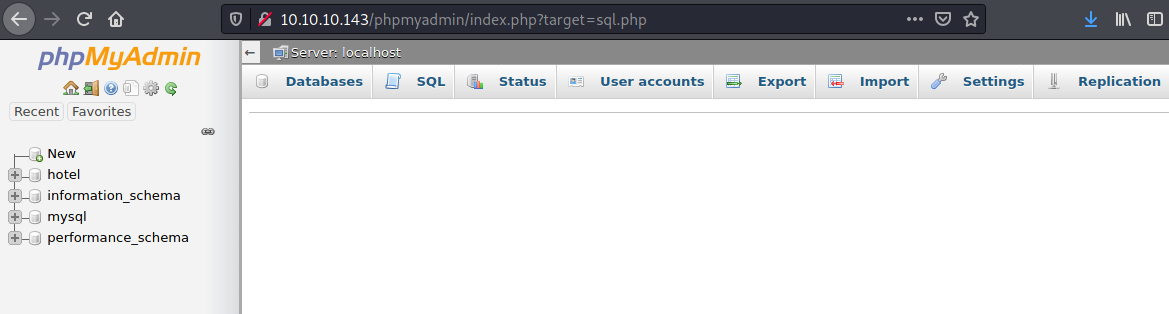 10.10.10.143/phpmyadmin/index.php?target=sql.php
phpMyAdmin
Server: localhost
Databases SQL Status User accounts Export Import Settings Replication
Recent Favorites
New
hotel
information_schema
mysql
performance_schema